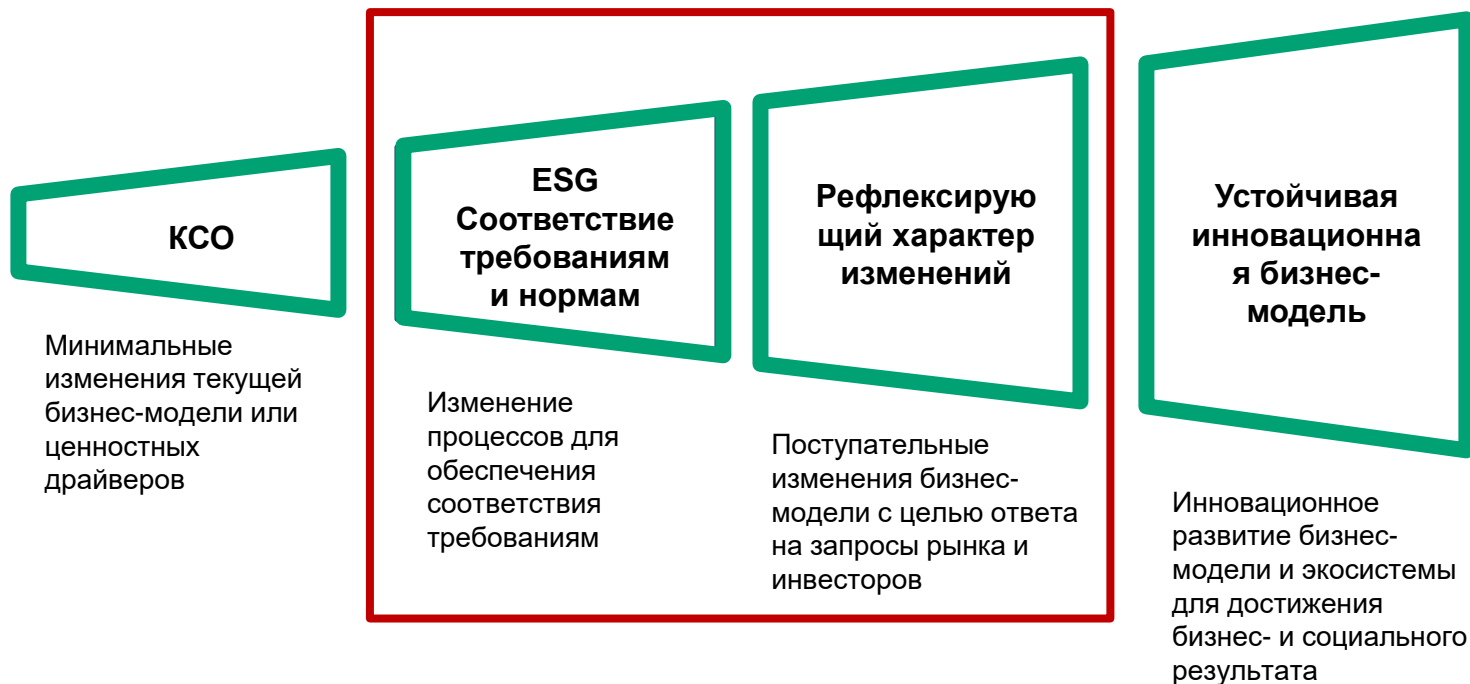 КСО
Минимальные
изменения текущей
бизнес-модели или
ценностных
драйверов
ESG
Соответствие
требованиям
и нормам
Изменение
процессов для
обеспечения
соответствия
требованиям
Рефлексирую
щий характер
изменений
Поступательные
изменения бизнес-
модели с целью ответа
на запросы рынка и
инвесторов
Устойчивая
инновационна
я бизнес-
модель
Инновационное
развитие бизнес-
модели и экосистемы
для достижения
бизнес- и социального
результата